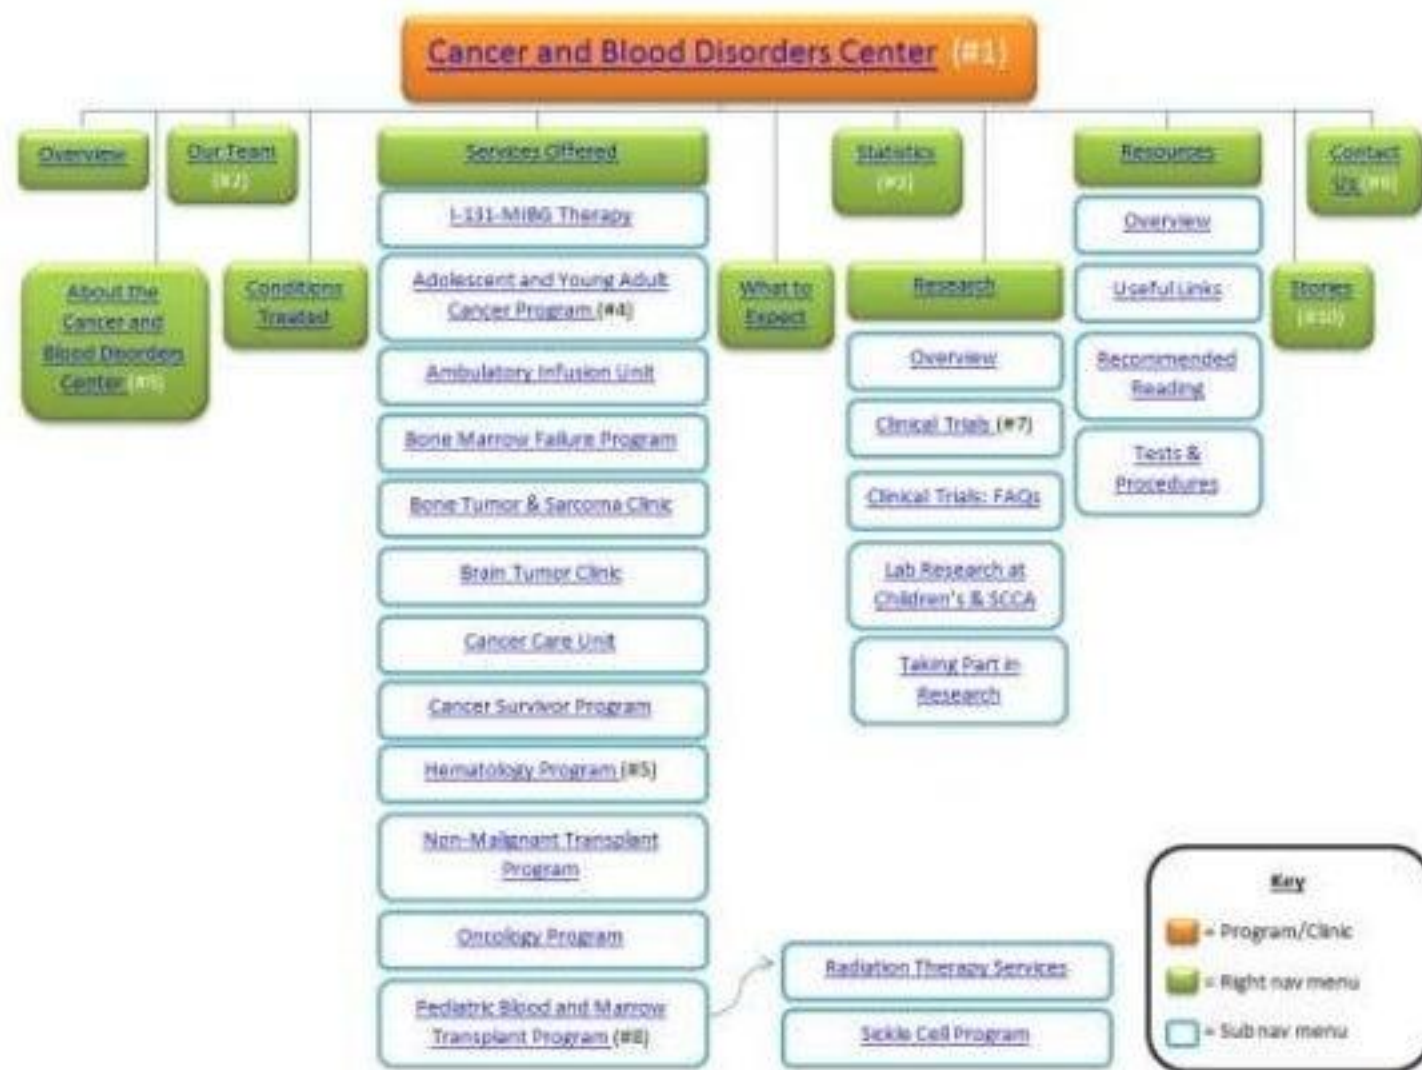 Cancer and Blood Disorders Center (#1)
Overview
Our Team
(#2)
Services Offered
Statistics
Resources
Contact
Us
About the
Cancer and
Blood Disorders
Center
Conditions
Treated
What to
Expect
Research
Stories
(#10)
I-131-MIBG Therapy
Adolescent and Young Adult
Cancer Program (#4)
Ambulatory Infusion Unit
Bone Marrow Failure Program
Bone Tumor & Sarcoma Clinic
Brain Tumor Clinic
Cancer Care Unit
Cancer Survivor Program
Hematology Program (#5)
Non-Malignant Transplant
Program
Oncology Program
Pediatric Blood and Marrow
Transplant Program (#8)
Radiation Therapy Services
Sickle Cell Program
Overview
Clinical Trials (#7)
Clinical Trials: FAQs
Lab Research at
Children's & SCCA
Taking Part in
Research
Overview
Useful Links
Recommended
Reading
Tests &
Procedures
Key
= Program/Clinic
= Right nav menu
= Sub nav menu